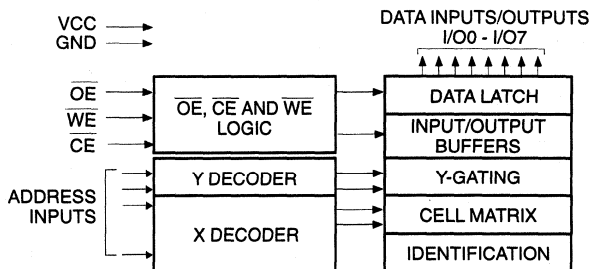 VCC
GND
DATA INPUTS/OUTPUTS
I/O0 - I/O7
OE
WE
CE
OE, CE AND WE
LOGIC
DATA LATCH
INPUT/OUTPUT
BUFFERS
ADDRESS
INPUTS
Y DECODER
Y-GATING
X DECODER
CELL MATRIX
IDENTIFICATION